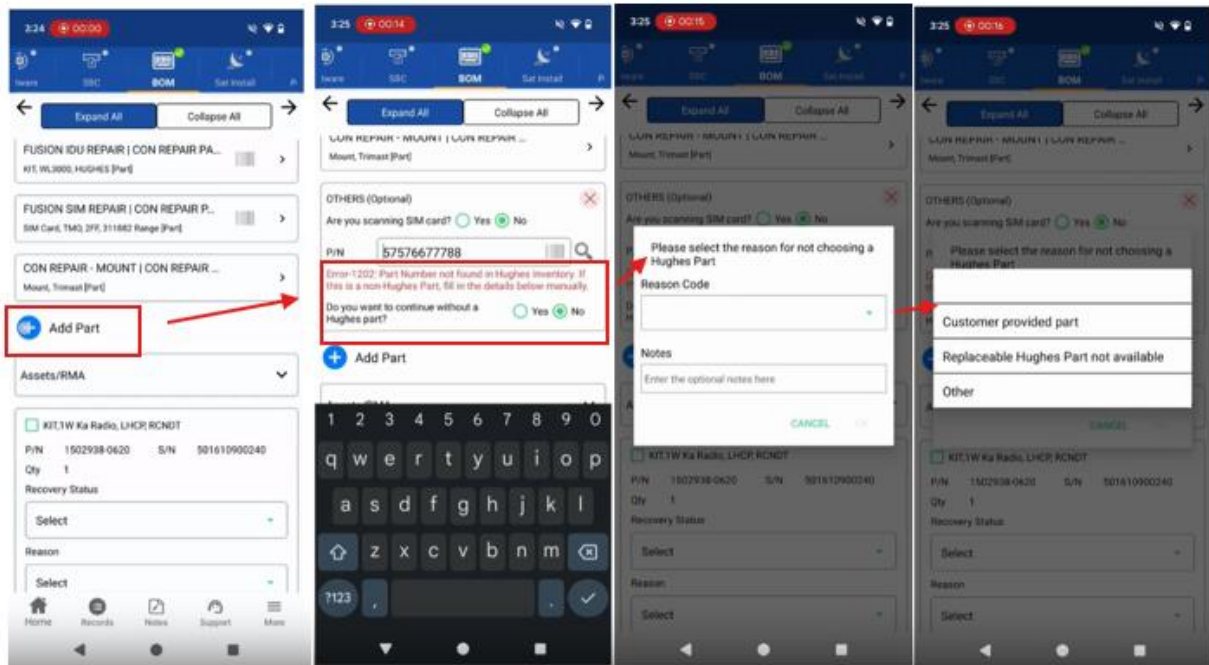 3:24 00:00
tware SBC BOM Sat Install P
Expand All Collapse All
FUSION IDU REPAIR | CON REPAIR PA...
KIT, WL3000, HUGHES [Part]
FUSION SIM REPAIR | CON REPAIR P...
SIM Card, TMO, 2FF, 311882 Range [Part]
CON REPAIR - MOUNT | CON REPAIR ...
Mount, Trimast [Part]
Add Part
Assets/RMA
KIT,1W Ka Radio, LHCP, RCNDT
P/N 1502938-0620 S/N 501610900240
Qty 1
Recovery Status
Select
Reason
Select
Home Records Notes Support More
3:25 00:14
tware SBC BOM Sat Install P
Expand All Collapse All
CON REPAIR - MOUNT | CON REPAIR ...
Mount, Trimast [Part]
OTHERS (Optional)
Are you scanning SIM card? Yes No
P/N 57576677788
Error-1202: Part Number not found in Hughes Inventory. If
this is a non-Hughes Part, fill in the details below manually.
Do you want to continue without a
Hughes part? Yes No
Add Part
1 2 3 4 5 6 7 8 9 0
q w e r t y u i o p
a s d f g h j k l
z x c v b n m
?123 , .
3:25 00:15
SBC BOM Sat Install
Expand All Collapse All
CON REPAIR - MOUNT | CON REPAIR ...
Mount, Trimast [Part]
OTHERS (Optional)
Are you scanning SIM card? Yes No
Please select the reason for not choosing a
Hughes Part
Reason Code
Notes
Enter the optional notes here
CANCEL OK
KIT,1W Ka Radio, LHCP, RCNDT
P/N 1502938-0620 S/N 501610900240
Qty 1
Recovery Status
Select
Reason
Select
3:25 00:16
SBC BOM Sat Install
Expand All Collapse All
CON REPAIR - MOUNT | CON REPAIR ...
Mount, Trimast [Part]
OTHERS (Optional)
Are you scanning SIM card? Yes No
Please select the reason for not choosing a
Hughes Part
Customer provided part
Replaceable Hughes Part not available
Other
CANCEL
KIT,1W Ka Radio, LHCP, RCNDT
P/N 1502938-0620 S/N 501610900240
Qty 1
Recovery Status
Select
Reason
Select